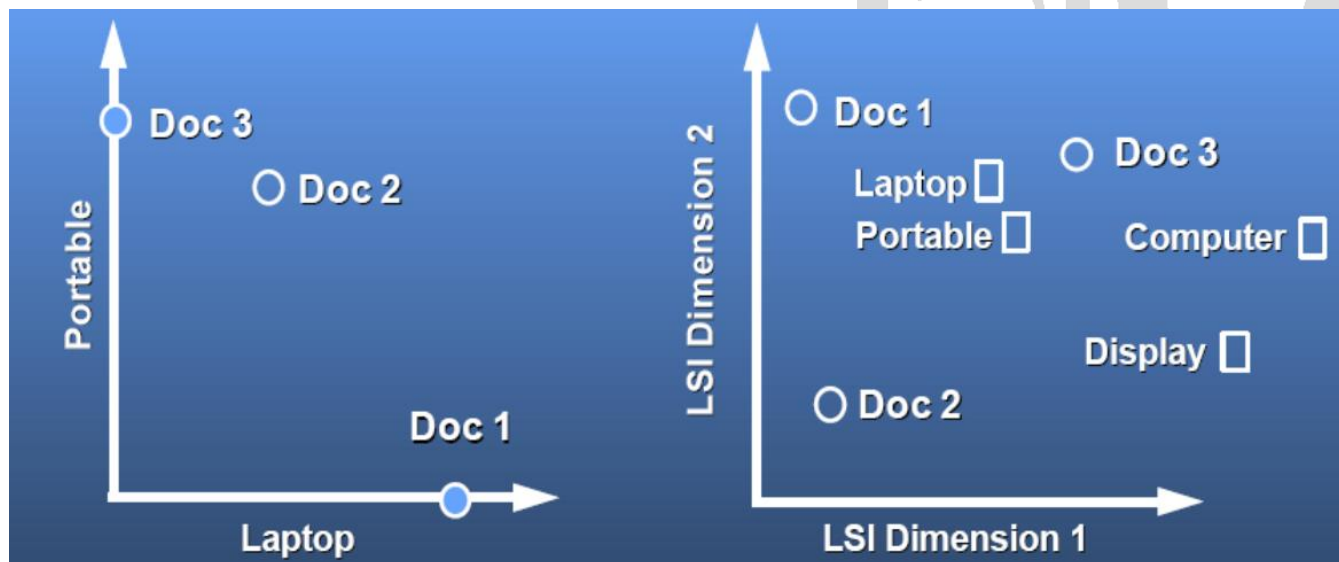 Portable
Doc 3
Doc 2
Doc 1
Laptop
LSI Dimension 2
Doc 1
Doc 3
Laptop
Portable
Computer
Display
Doc 2
LSI Dimension 1